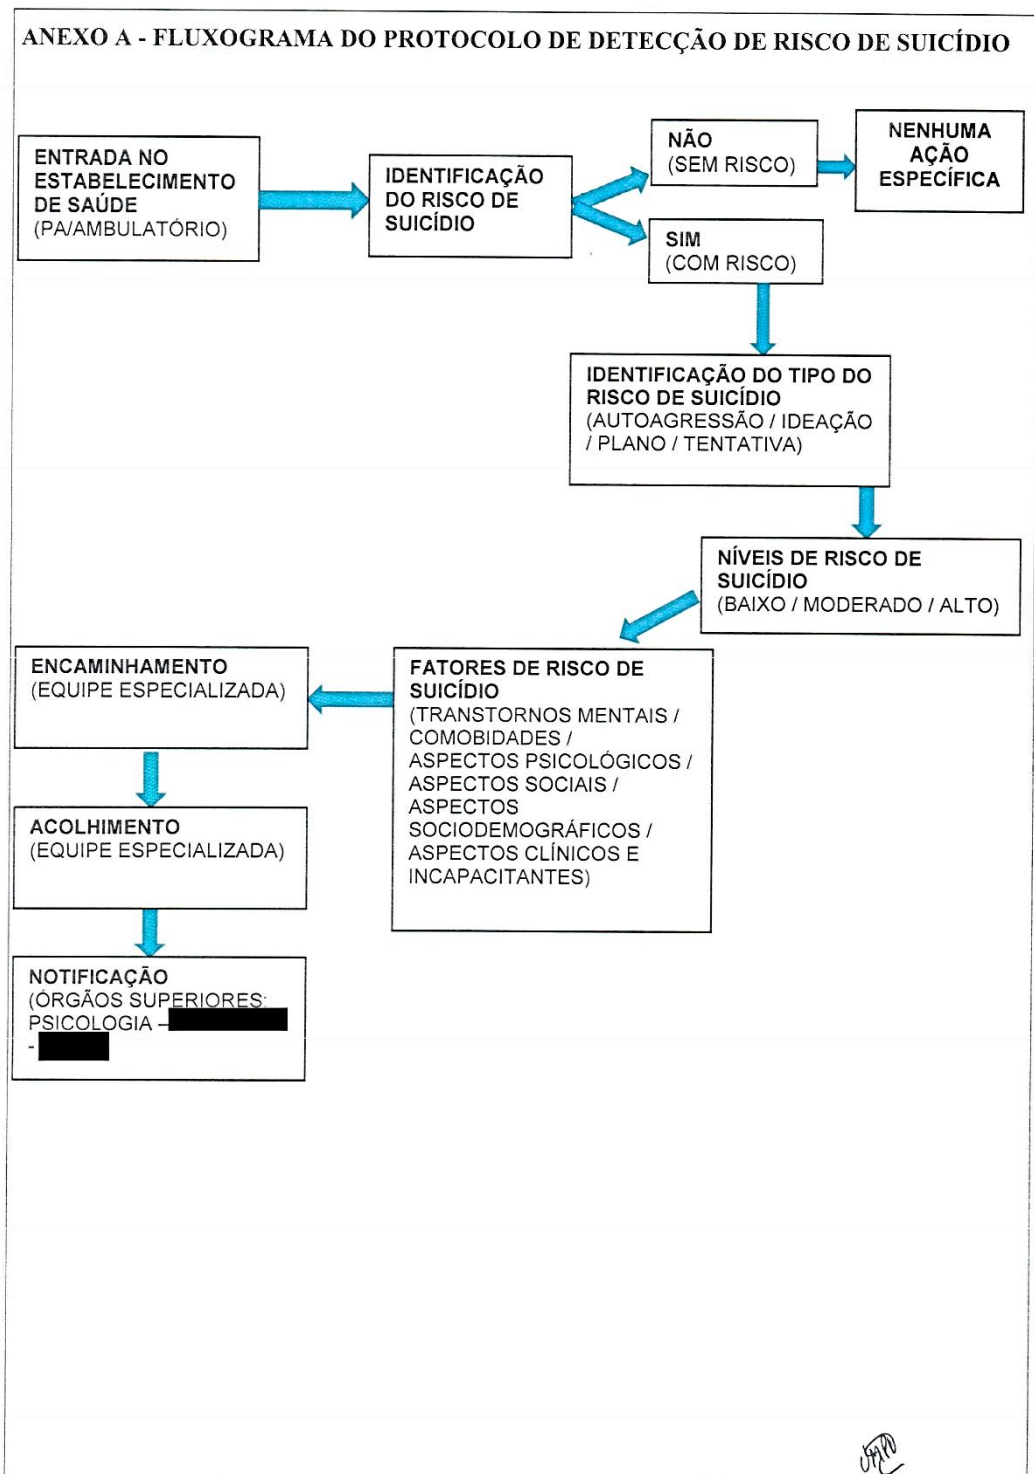 ANEXO A - FLUXOGRAMA DO PROTOCOLO DE DETECÇÃO DE RISCO DE SUICÍDIO
ENTRADA NO
ESTABELECIMENTO
DE SAÚDE
(PA/AMBULATÓRIO)
IDENTIFICAÇÃO
DO RISCO DE
SUICÍDIO
NÃO
(SEM RISCO)
NENHUMA
AÇÃO
ESPECÍFICA
SIM
(COM RISCO)
IDENTIFICAÇÃO DO TIPO DO
RISCO DE SUICÍDIO
(AUTOAGRESSÃO / IDEAÇÃO
/ PLANO / TENTATIVA)
NÍVEIS DE RISCO DE
SUICÍDIO
(BAIXO / MODERADO / ALTO)
FATORES DE RISCO DE
SUICÍDIO
(TRANSTORNOS MENTAIS /
COMOBIDADES /
ASPECTOS PSICOLÓGICOS /
ASPECTOS SOCIAIS /
ASPECTOS
SOCIODEMOGRÁFICOS /
ASPECTOS CLÍNICOS E
INCAPACITANTES)
ENCAMINHAMENTO
(EQUIPE ESPECIALIZADA)
ACOLHIMENTO
(EQUIPE ESPECIALIZADA)
NOTIFICAÇÃO
(ÓRGÃOS SUPERIORES:
PSICOLOGIA –
-